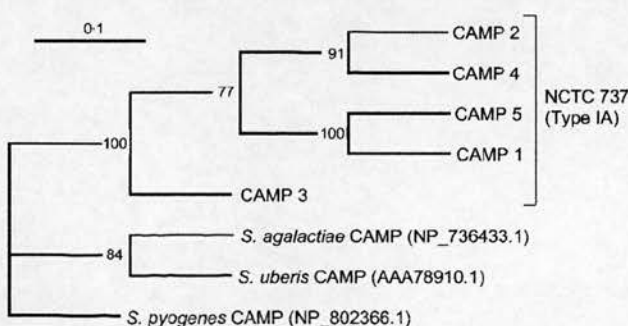 0·1
CAMP 2
91
CAMP 4
77
NCTC 737
(Type IA)
CAMP 5
100
CAMP 1
100
CAMP 3
S. agalactiae CAMP (NP_736433.1)
84
S. uberis CAMP (AAA78910.1)
S. pyogenes CAMP (NP_802366.1)